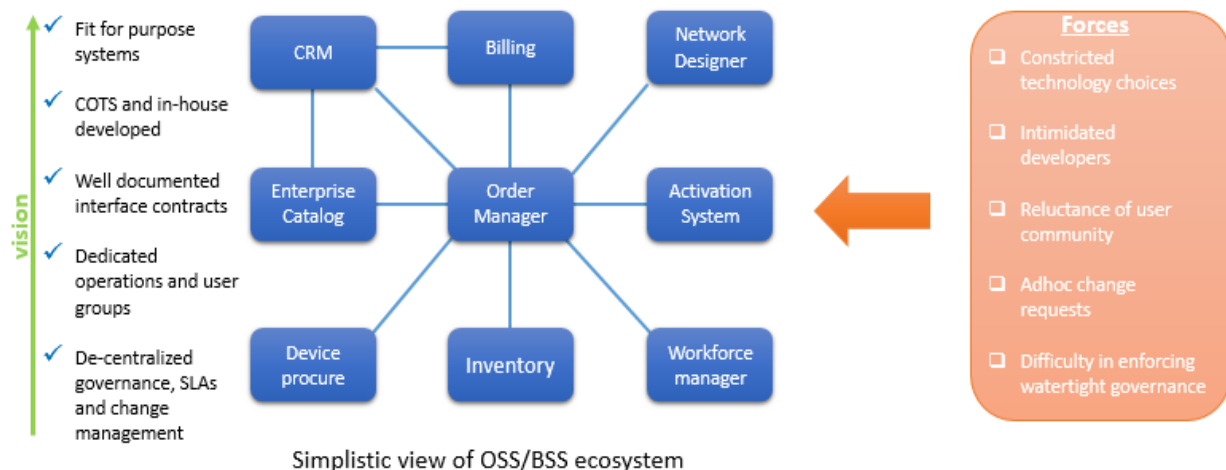 vision
Fit for purpose
systems
COTS and in-house
developed
Well documented
interface contracts
Dedicated
operations and user
groups
De-centralized
governance, SLAs
and change
management
CRM
Billing
Network
Designer
Enterprise
Catalog
Order
Manager
Activation
System
Device
procure
Inventory
Workforce
manager
Simplistic view of OSS/BSS ecosystem
Forces
Constricted
technology choices
Intimidated
developers
Reluctance of user
community
Adhoc change
requests
Difficulty in enforcing
watertight governance